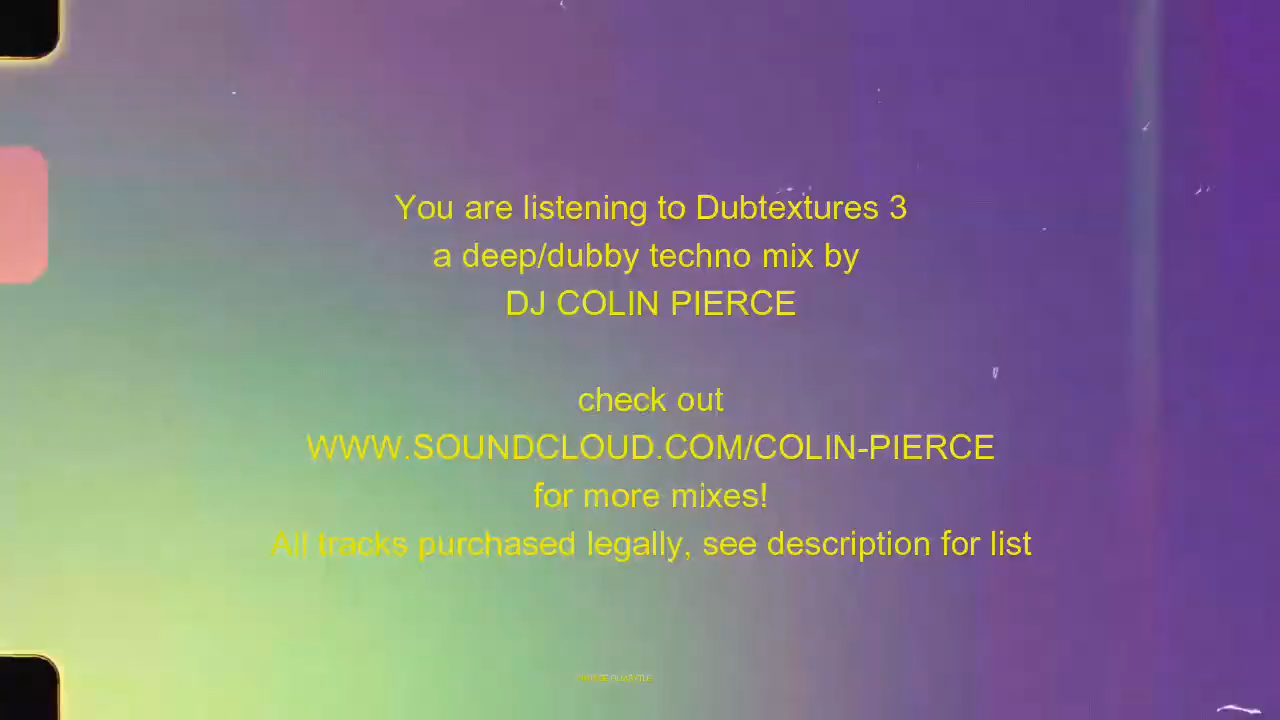 You are listening to Dubtextures 3
a deep/dubby techno mix by
DJ COLIN PIERCE
check out
WWW.SOUNDCLOUD.COM/COLIN-PIERCE
for more mixes!
All tracks purchased legally, see description for list